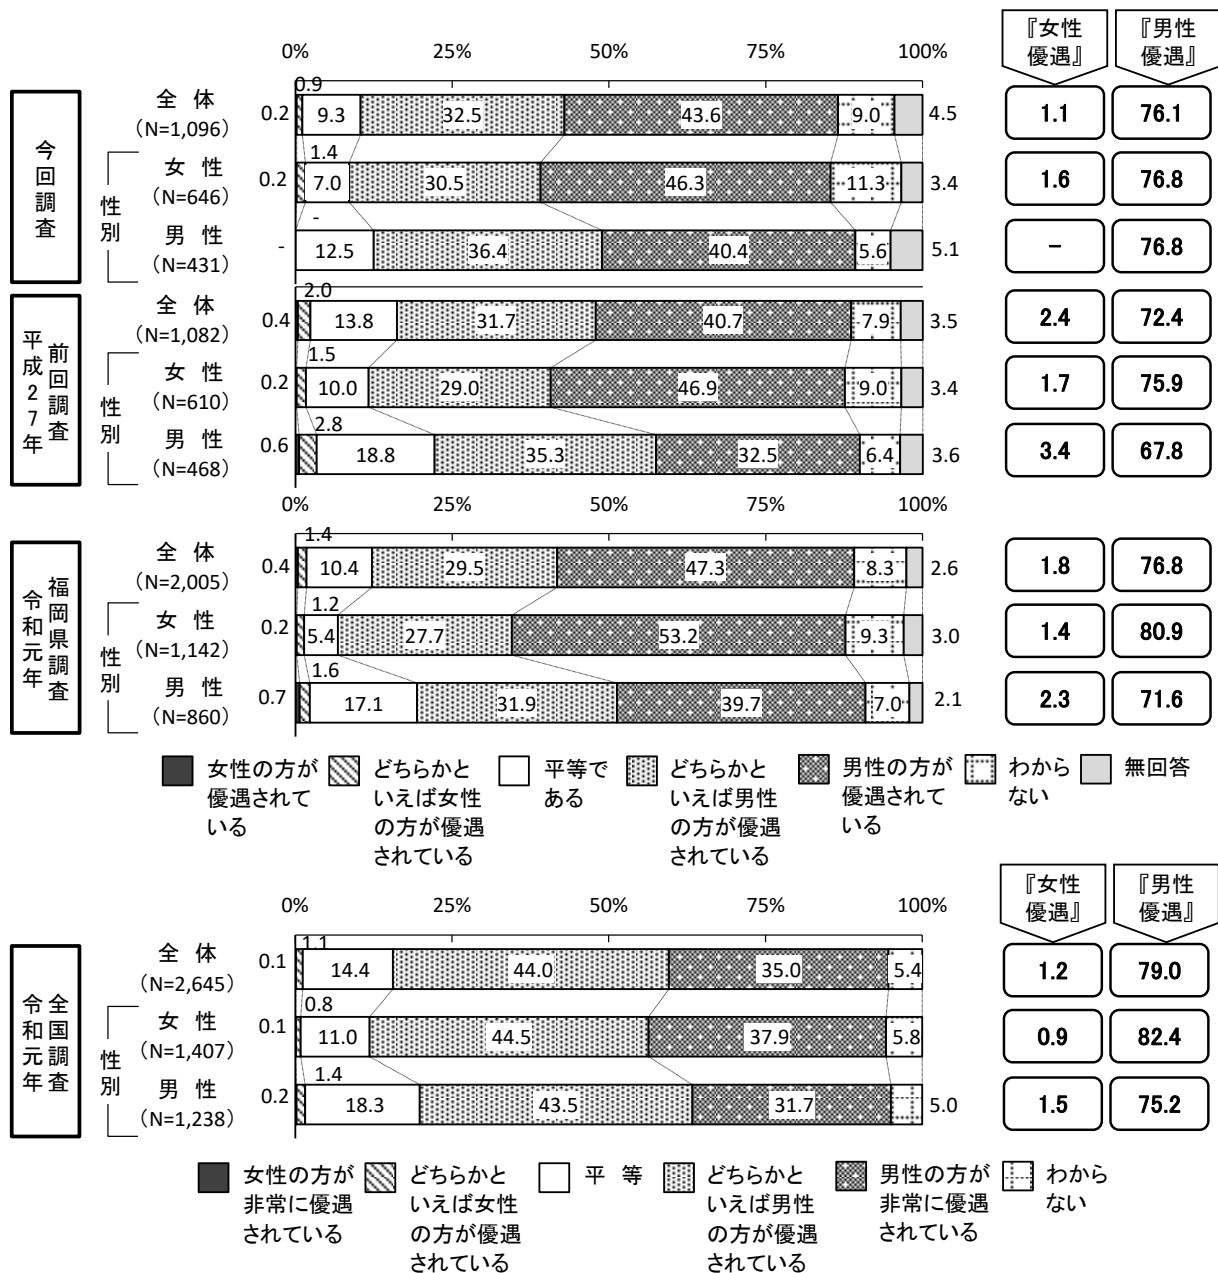 0% 25% 50% 75% 100%
『女性優遇』 『男性優遇』
今回調査
全 体 (N=1,096) 0.2 0.9 9.3 32.5 43.6 9.0 4.5 1.1 76.1
性別
女 性 (N=646) 0.2 1.4 7.0 30.5 46.3 11.3 3.4 1.6 76.8
男 性 (N=431) - - 12.5 36.4 40.4 5.6 5.1 － 76.8
前回調査
平成27年
全 体 (N=1,082) 0.4 2.0 13.8 31.7 40.7 7.9 3.5 2.4 72.4
性別
女 性 (N=610) 0.2 1.5 10.0 29.0 46.9 9.0 3.4 1.7 75.9
男 性 (N=468) 0.6 2.8 18.8 35.3 32.5 6.4 3.6 3.4 67.8
0% 25% 50% 75% 100%
福岡県調査
令和元年
全 体 (N=2,005) 0.4 1.4 10.4 29.5 47.3 8.3 2.6 1.8 76.8
性別
女 性 (N=1,142) 0.2 1.2 5.4 27.7 53.2 9.3 3.0 1.4 80.9
男 性 (N=860) 0.7 1.6 17.1 31.9 39.7 7.0 2.1 2.3 71.6
女性の方が
優遇されて
いる
どちらかと
いえば女性
の方が優遇
されている
平等で
ある
どちらかと
いえば男性
の方が優遇
されている
男性の方が
優遇されて
いる
わから
ない
無回答
0% 25% 50% 75% 100%
『女性優遇』 『男性優遇』
全国調査
令和元年
全 体 (N=2,645) 0.1 1.1 14.4 44.0 35.0 5.4 1.2 79.0
性別
女 性 (N=1,407) 0.1 0.8 11.0 44.5 37.9 5.8 0.9 82.4
男 性 (N=1,238) 0.2 1.4 18.3 43.5 31.7 5.0 1.5 75.2
女性の方が
非常に優遇
されている
どちらかと
いえば女性
の方が優遇
されている
平 等
どちらかと
いえば男性
の方が優遇
されている
男性の方が
非常に優遇
されている
わから
ない